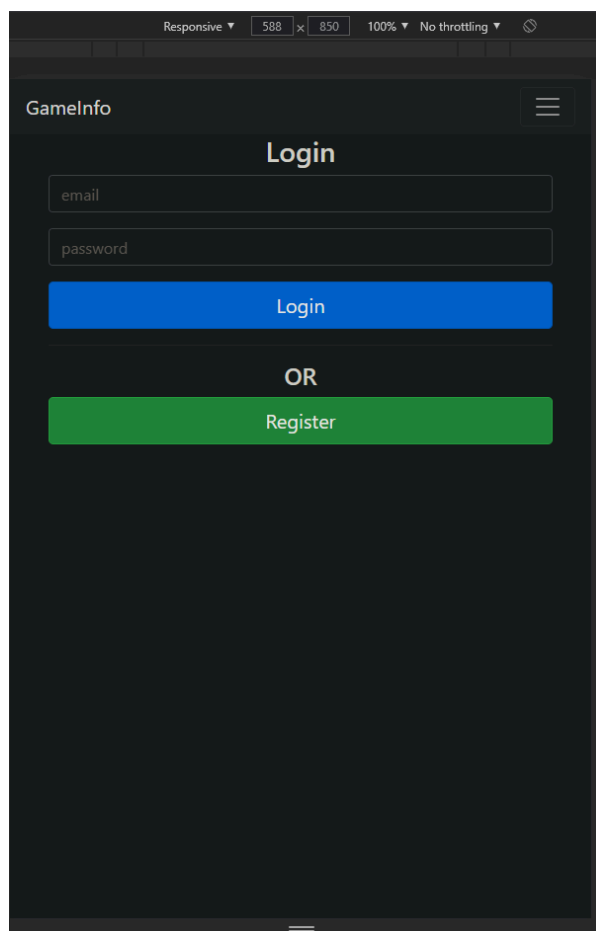 Responsive ▼ 588 × 850 100% ▼ No throttling ▼
GameInfo
Login
email
password
Login
OR
Register